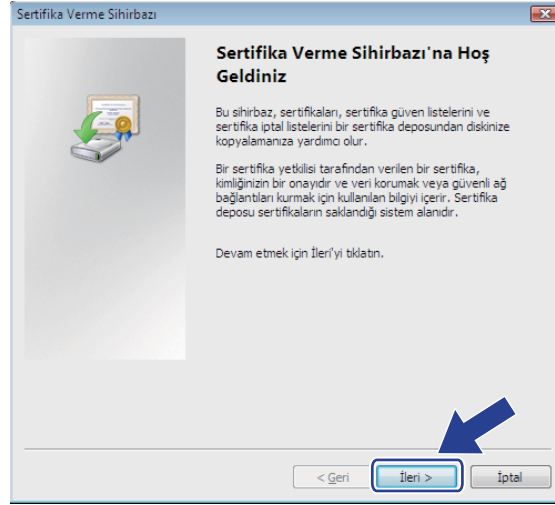 Sertifika Verme Sihirbazı
Sertifika Verme Sihirbazı'na Hoş
Geldiniz
Bu sihirbaz, sertifikaları, sertifika güven listelerini ve
sertifika iptal listelerini bir sertifika deposundan diskinize
kopyalamanıza yardımcı olur.
Bir sertifika yetkilisi tarafından verilen bir sertifika,
kimliğinizin bir onayıdır ve veri korumak veya güvenli ağ
bağlantıları kurmak için kullanılan bilgiyi içerir. Sertifika
deposu sertifikaların saklandığı sistem alanıdır.
Devam etmek için İleri'yi tıklatın.
< Geri
İleri >
İptal